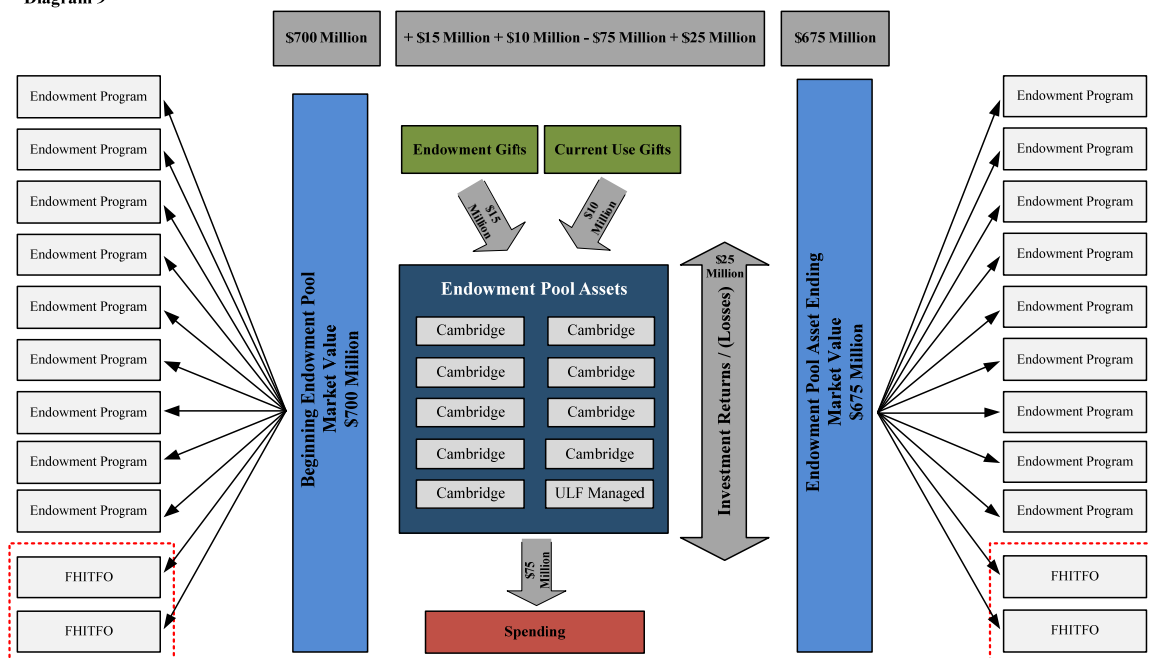 Diagram 9
$700 Million
+ $15 Million + $10 Million - $75 Million + $25 Million
$675 Million
Endowment Program
Endowment Program
Endowment Program
Endowment Program
Endowment Program
Endowment Program
Endowment Program
Endowment Program
Endowment Program
FHITFO
FHITFO
Beginning Endowment Pool
Market Value
$700 Million
Endowment Gifts
Current Use Gifts
$15
Million
$10
Million
Endowment Pool Assets
Cambridge
Cambridge
Cambridge
Cambridge
Cambridge
Cambridge
Cambridge
Cambridge
Cambridge
ULF Managed
$75
Million
Spending
$25
Million
Investment Returns / (Losses)
Endowment Pool Asset Ending
Market Value
$675 Million
Endowment Program
Endowment Program
Endowment Program
Endowment Program
Endowment Program
Endowment Program
Endowment Program
Endowment Program
Endowment Program
FHITFO
FHITFO